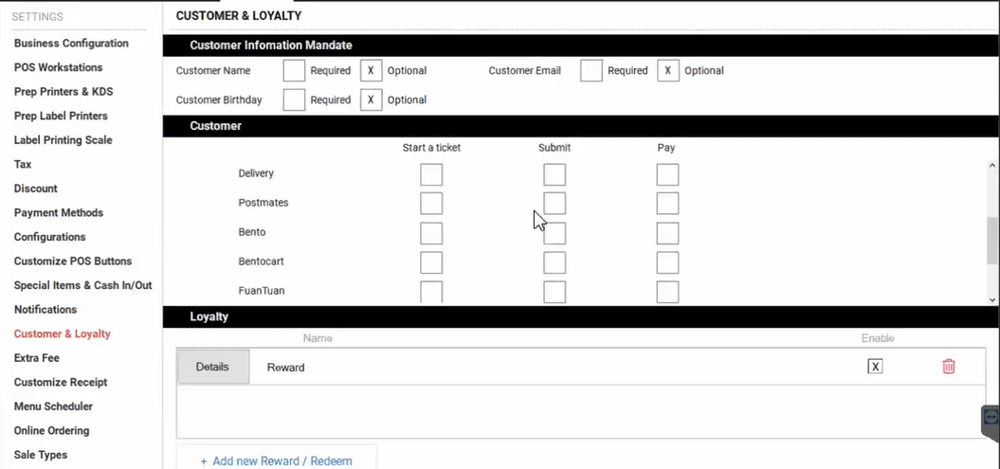 SETTINGS
Business Configuration
POS Workstations
Prep Printers & KDS
Prep Label Printers
Label Printing Scale
Tax
Discount
Payment Methods
Configurations
Customize POS Buttons
Special Items & Cash In/Out
Notifications
Customer & Loyalty
Extra Fee
Customize Receipt
Menu Scheduler
Online Ordering
Sale Types
CUSTOMER & LOYALTY
Customer Infomation Mandate
Customer Name Required X Optional Customer Email Required X Optional
Customer Birthday Required X Optional
Customer
Start a ticket Submit Pay
Delivery
Postmates
Bento
Bentocart
FuanTuan
Loyalty
Name Enable
Details Reward X
+ Add new Reward / Redeem